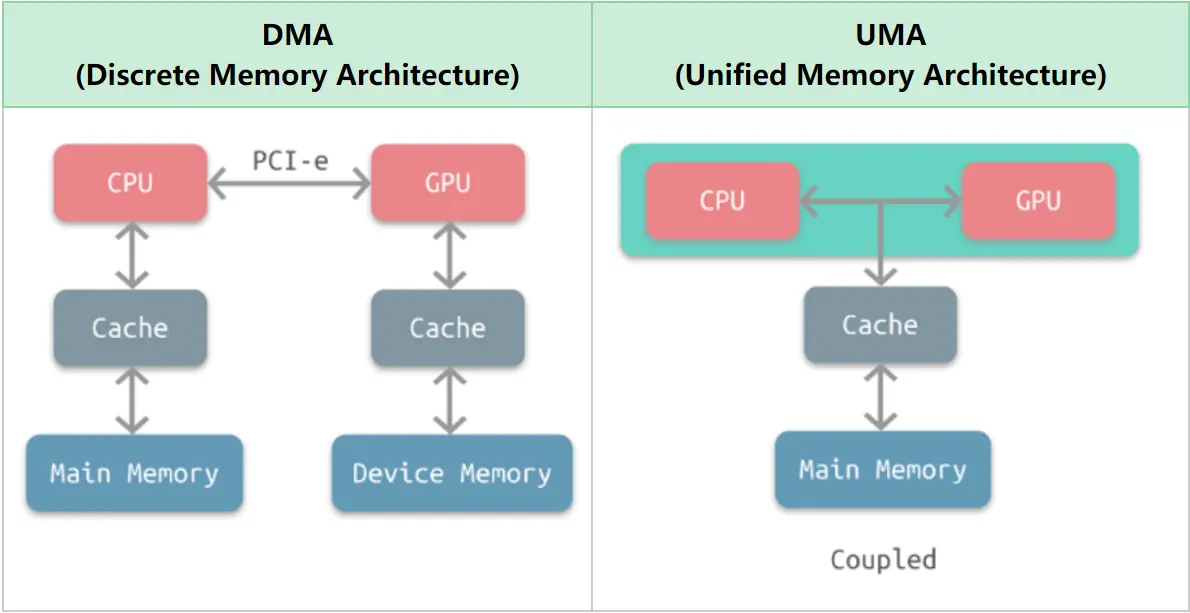 DMA
(Discrete Memory Architecture)
UMA
(Unified Memory Architecture)
CPU
PCI-e
GPU
Cache
Cache
Main Memory
Device Memory
CPU
GPU
Cache
Main Memory
Coupled